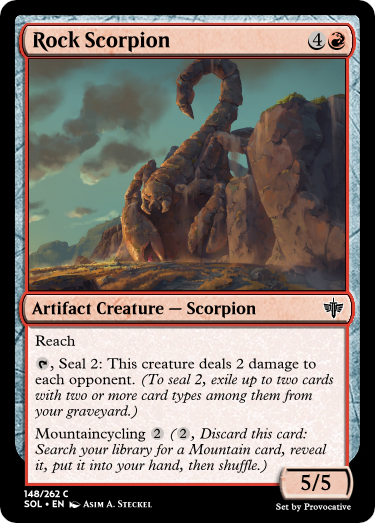 Rock Scorpion 4
Artifact Creature — Scorpion
Reach
, Seal 2: This creature deals 2 damage to
each opponent. (To seal 2, exile up to two cards
with two or more card types among them from
your graveyard.)
Mountaincycling 2 (2, Discard this card:
Search your library for a Mountain card, reveal
it, put it into your hand, then shuffle.)
5/5
148/262 C
SOL • EN Asim A. Steckel
Set by Provocative